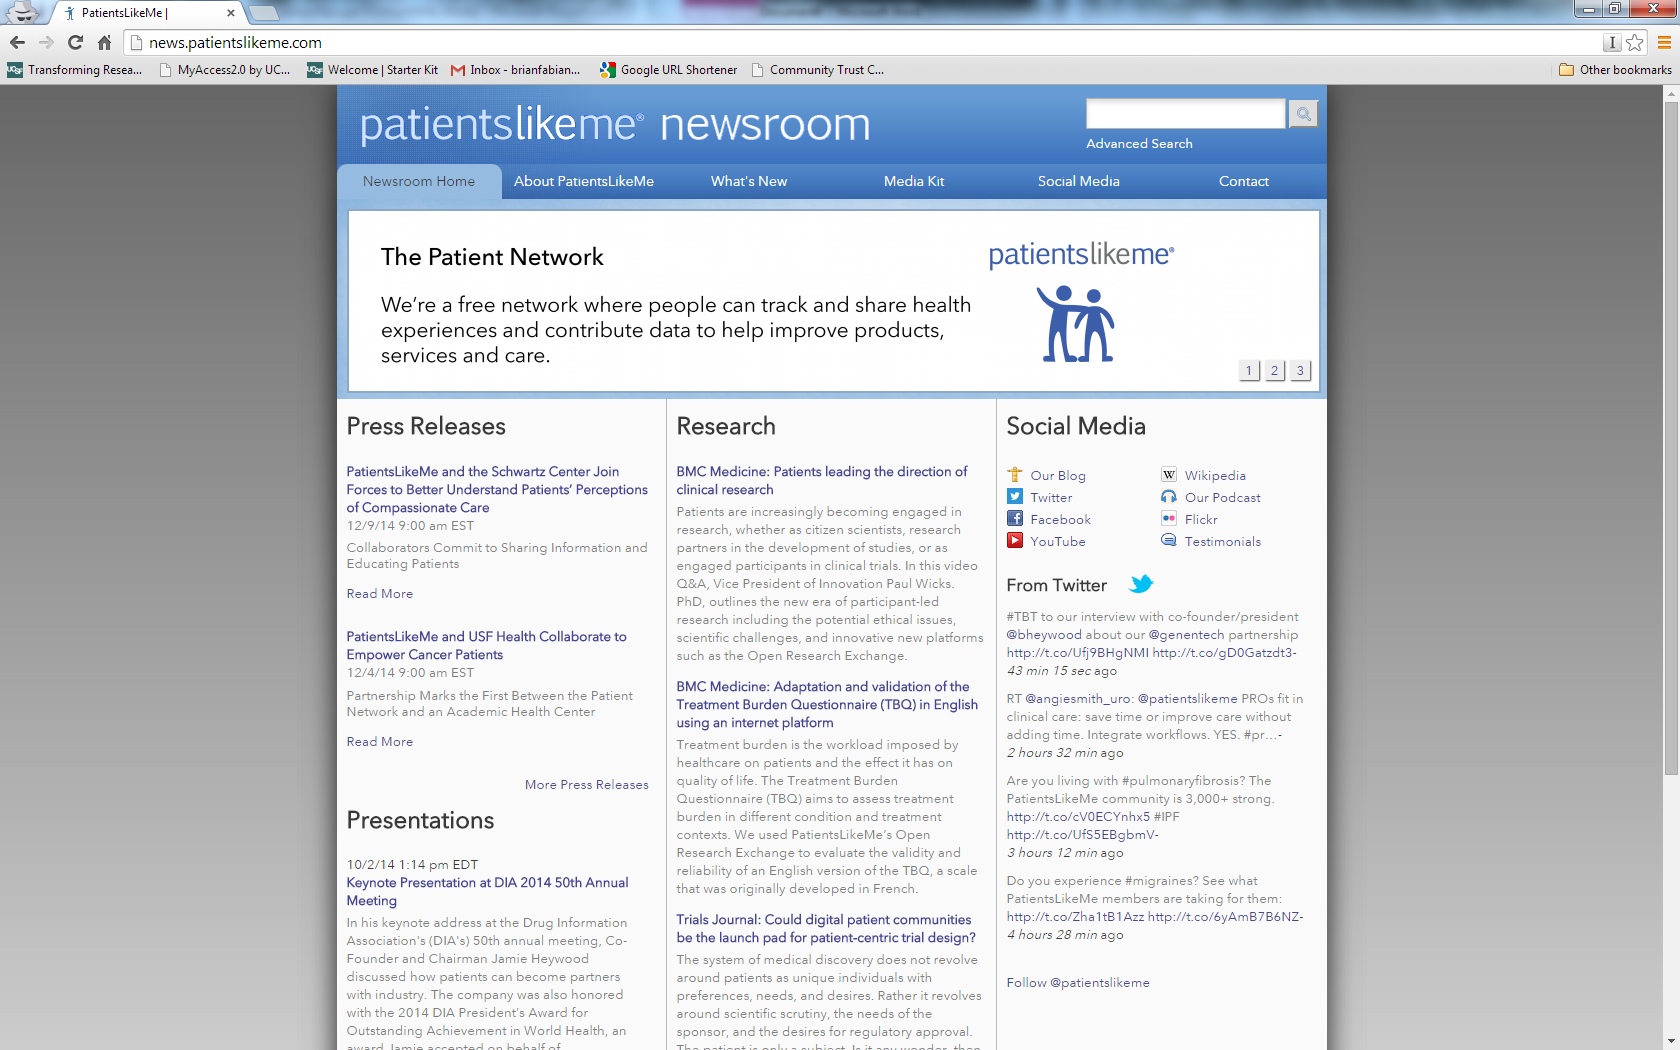 PatientsLikeMe |
news.patientslikeme.com
Transforming Resea...
MyAccess2.0 by UC...
Welcome | Starter Kit
Inbox - brianfabian...
Google URL Shortener
Community Trust C...
Other bookmarks
patientslikeme® newsroom
Advanced Search
Newsroom Home
About PatientsLikeMe
What's New
Media Kit
Social Media
Contact
The Patient Network
We’re a free network where people can track and share health
experiences and contribute data to help improve products,
services and care.
patientslikeme®
1 2 3
Press Releases
PatientsLikeMe and the Schwartz Center Join
Forces to Better Understand Patients’ Perceptions
of Compassionate Care
12/9/14 9:00 am EST
Collaborators Commit to Sharing Information and
Educating Patients
Read More
PatientsLikeMe and USF Health Collaborate to
Empower Cancer Patients
12/4/14 9:00 am EST
Partnership Marks the First Between the Patient
Network and an Academic Health Center
Read More
More Press Releases
Presentations
10/2/14 1:14 pm EDT
Keynote Presentation at DIA 2014 50th Annual
Meeting
In his keynote address at the Drug Information
Association's (DIA's) 50th annual meeting, Co-
Founder and Chairman Jamie Heywood
discussed how patients can become partners
with industry. The company was also honored
with the 2014 DIA President’s Award for
Outstanding Achievement in World Health, an
award Jamie accepted on behalf of
Research
BMC Medicine: Patients leading the direction of
clinical research
Patients are increasingly becoming engaged in
research, whether as citizen scientists, research
partners in the development of studies, or as
engaged participants in clinical trials. In this video
Q&A, Vice President of Innovation Paul Wicks.
PhD, outlines the new era of participant-led
research including the potential ethical issues,
scientific challenges, and innovative new platforms
such as the Open Research Exchange.
BMC Medicine: Adaptation and validation of the
Treatment Burden Questionnaire (TBQ) in English
using an internet platform
Treatment burden is the workload imposed by
healthcare on patients and the effect it has on
quality of life. The Treatment Burden
Questionnaire (TBQ) aims to assess treatment
burden in different condition and treatment
contexts. We used PatientsLikeMe’s Open
Research Exchange to evaluate the validity and
reliability of an English version of the TBQ, a scale
that was originally developed in French.
Trials Journal: Could digital patient communities
be the launch pad for patient-centric trial design?
The system of medical discovery does not revolve
around patients as unique individuals with
preferences, needs, and desires. Rather it revolves
around scientific scrutiny, the needs of the
sponsor, and the desires for regulatory approval.
The patient is only a subject. Is it any wonder, then
Social Media
Our Blog
Twitter
Facebook
YouTube
W Wikipedia
Our Podcast
Flickr
Testimonials
From Twitter
#TBT to our interview with co-founder/president
@bheywood about our @genentech partnership
http://t.co/Ufj9BHgNMI http://t.co/gD0Gatzdt3-
43 min 15 sec ago
RT @angiesmith_uro: @patientslikeme PROs fit in
clinical care: save time or improve care without
adding time. Integrate workflows. YES. #pr…-
2 hours 32 min ago
Are you living with #pulmonaryfibrosis? The
PatientsLikeMe community is 3,000+ strong.
http://t.co/cV0ECYnhx5 #IPF
http://t.co/UfS5EBgbmV-
3 hours 12 min ago
Do you experience #migraines? See what
PatientsLikeMe members are taking for them:
http://t.co/Zha1tB1Azz http://t.co/6yAmB7B6NZ-
4 hours 28 min ago
Follow @patientslikeme